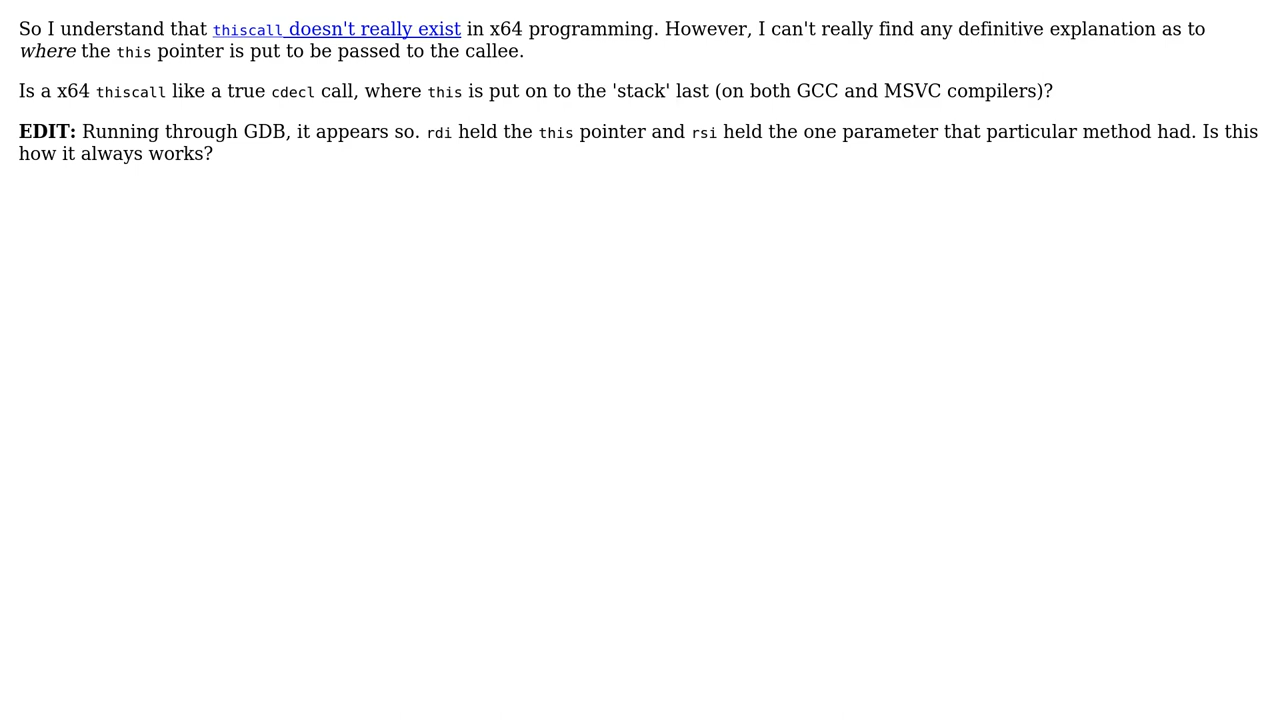 So I understand that thiscall doesn't really exist in x64 programming. However, I can't really find any definitive explanation as to
where the this pointer is put to be passed to the callee.
Is a x64 thiscall like a true cdecl call, where this is put on to the 'stack' last (on both GCC and MSVC compilers)?
EDIT: Running through GDB, it appears so. rdi held the this pointer and rsi held the one parameter that particular method had. Is this
how it always works?